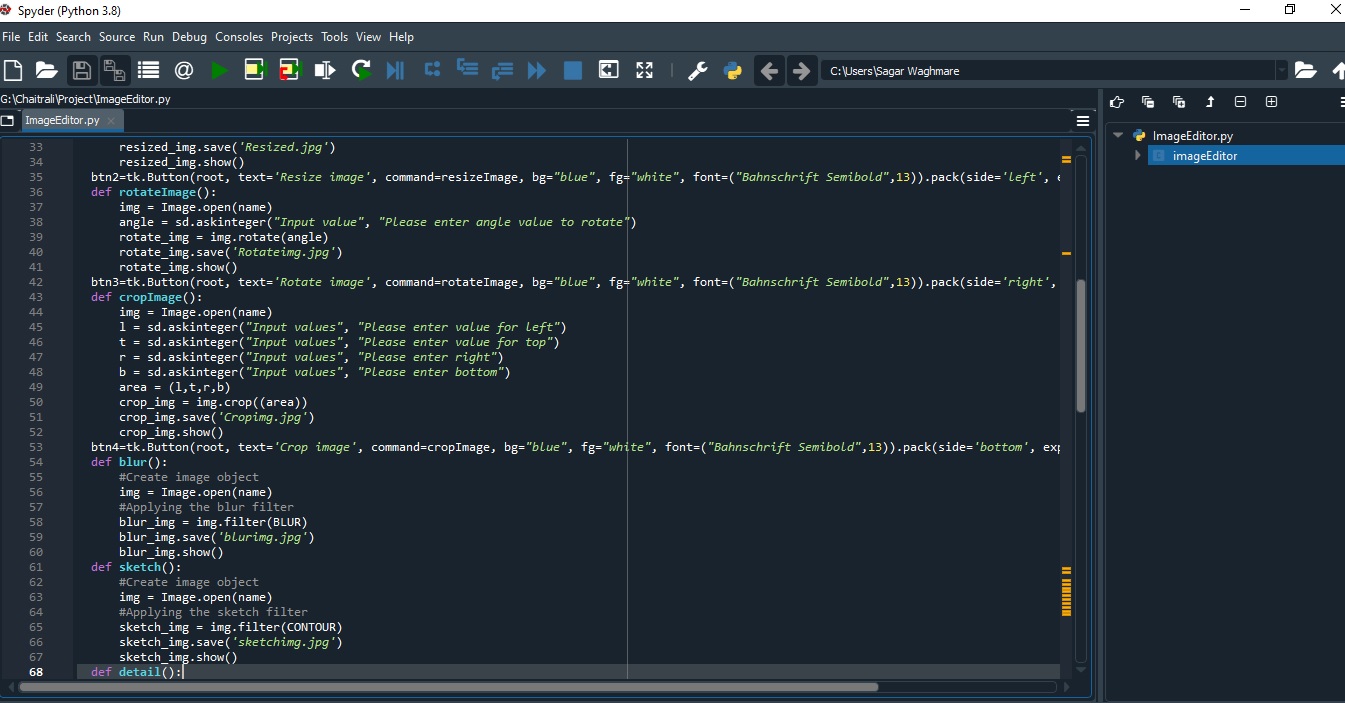 Spyder (Python 3.8)
File Edit Search Source Run Debug Consoles Projects Tools View Help
C:\Users\Sagar Waghmare
G:\Chaitrali\Project\ImageEditor.py
ImageEditor.py
33 resized_img.save('Resized.jpg')
34 resized_img.show()
35 btn2=tk.Button(root, text='Resize image', command=resizeImage, bg="blue", fg="white", font=("Bahnschrift Semibold",13)).pack(side='left',
36 def rotateImage():
37 img = Image.open(name)
38 angle = sd.askinteger("Input value", "Please enter angle value to rotate")
39 rotate_img = img.rotate(angle)
40 rotate_img.save('Rotateimg.jpg')
41 rotate_img.show()
42 btn3=tk.Button(root, text='Rotate image', command=rotateImage, bg="blue", fg="white", font=("Bahnschrift Semibold",13)).pack(side='right',
43 def cropImage():
44 img = Image.open(name)
45 l = sd.askinteger("Input values", "Please enter value for left")
46 t = sd.askinteger("Input values", "Please enter value for top")
47 r = sd.askinteger("Input values", "Please enter right")
48 b = sd.askinteger("Input values", "Please enter bottom")
49 area = (l,t,r,b)
50 crop_img = img.crop((area))
51 crop_img.save('Cropimg.jpg')
52 crop_img.show()
53 btn4=tk.Button(root, text='Crop image', command=cropImage, bg="blue", fg="white", font=("Bahnschrift Semibold",13)).pack(side='bottom', exp
54 def blur():
55 #Create image object
56 img = Image.open(name)
57 #Applying the blur filter
58 blur_img = img.filter(BLUR)
59 blur_img.save('blurimg.jpg')
60 blur_img.show()
61 def sketch():
62 #Create image object
63 img = Image.open(name)
64 #Applying the sketch filter
65 sketch_img = img.filter(CONTOUR)
66 sketch_img.save('sketchimg.jpg')
67 sketch_img.show()
68 def detail():
ImageEditor.py
imageEditor